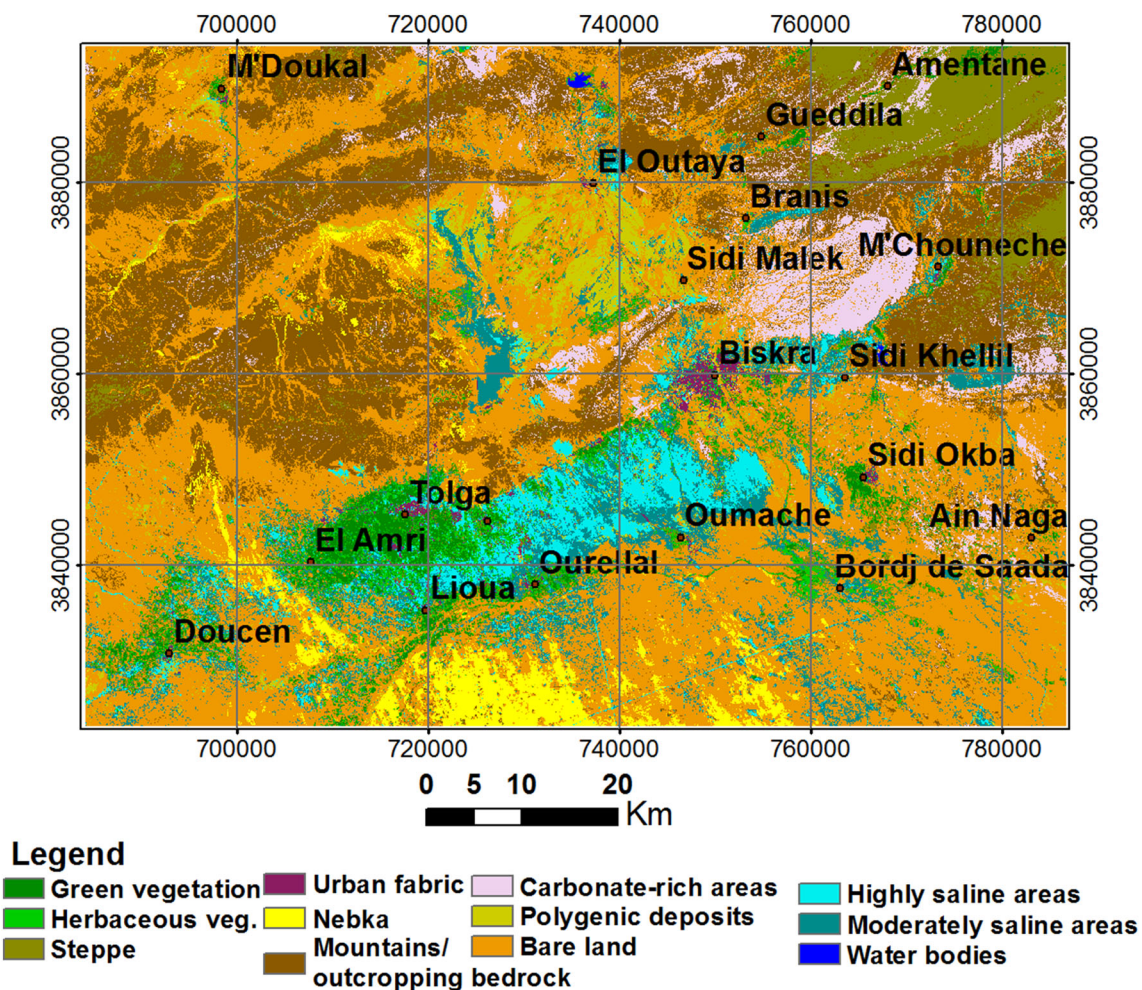 700000 720000 740000 760000 780000
M'Doukal
Amentane
Gueddila
El Outaya
3880000
3880000
Branis
M'Chouneche
Sidi Malek
Biskra
Sidi Khellil
3860000
3860000
Sidi Okba
Tolga
Oumache
Ain Naga
El Amri
3840000
Ourellal
Bordj de Saada
3840000
Lioua
Doucen
700000 720000 740000 760000 780000
0 5 10 20
Km
Legend
Green vegetation
Herbaceous veg.
Steppe
Urban fabric
Nebka
Mountains/
outcropping bedrock
Carbonate-rich areas
Polygenic deposits
Bare land
Highly saline areas
Moderately saline areas
Water bodies